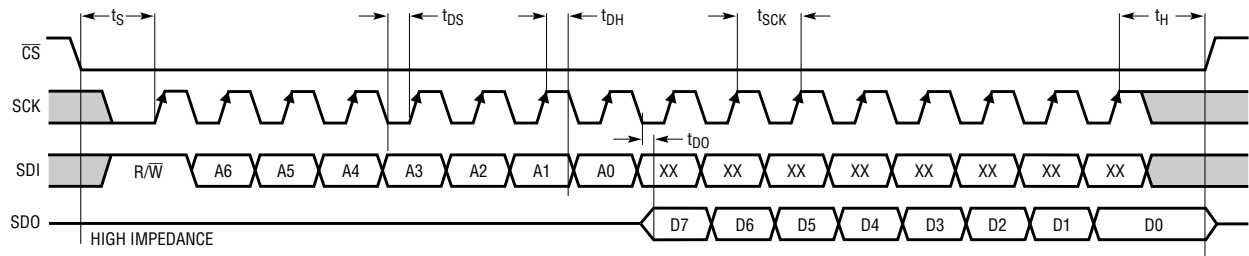 tS tDS tDH tSCK tH
C̅S̅
SCK
tDO
SDI R/W̅ A6 A5 A4 A3 A2 A1 A0 XX XX XX XX XX XX XX XX
SDO D7 D6 D5 D4 D3 D2 D1 D0
HIGH IMPEDANCE